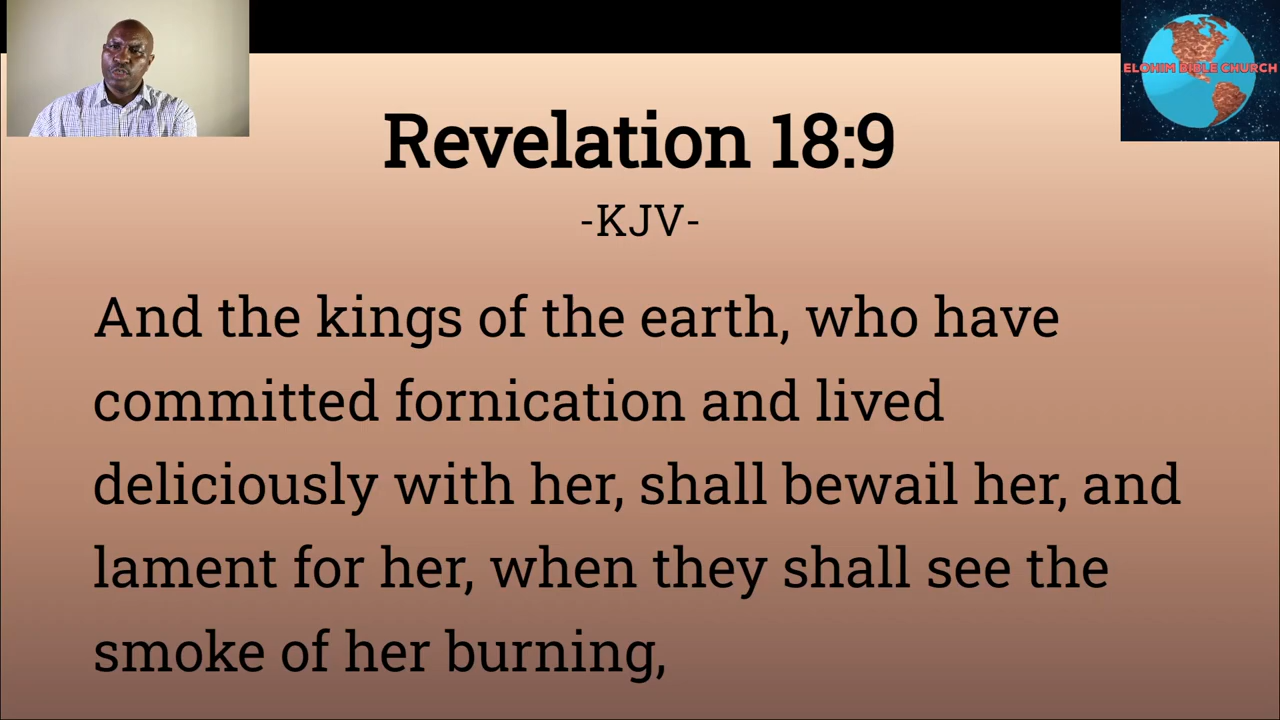 ELOHIM BIBLE CHURCH
Revelation 18:9
-KJV-
And the kings of the earth, who have
committed fornication and lived
deliciously with her, shall bewail her, and
lament for her, when they shall see the
smoke of her burning,